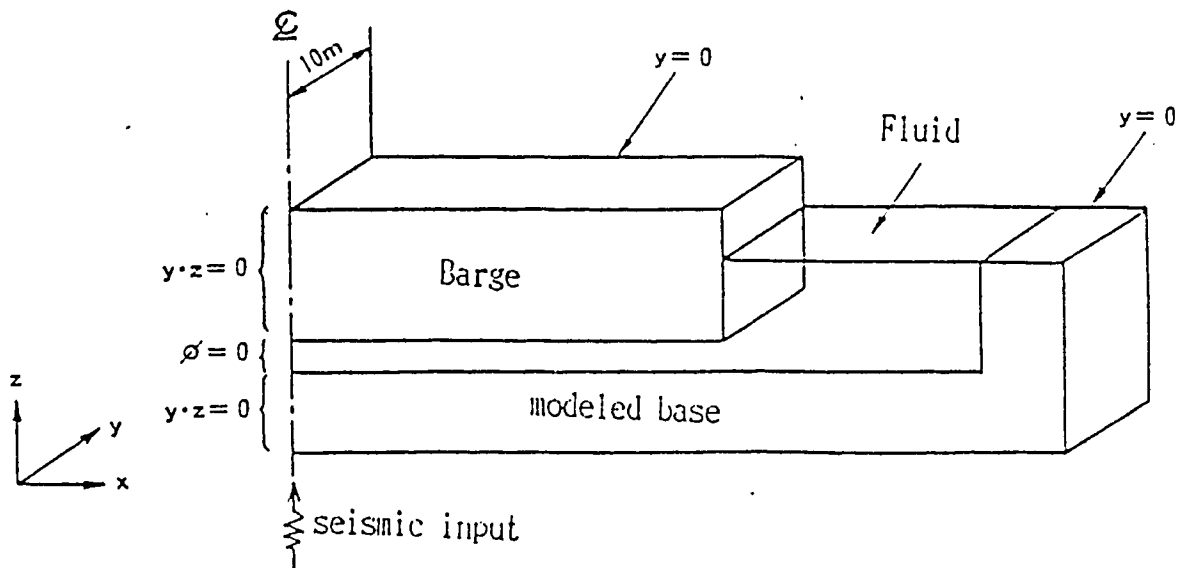 ℄
10m
y = 0
Fluid
y = 0
y·z = 0
Barge
ø = 0
y·z = 0
modeled base
z
y
x
seismic input